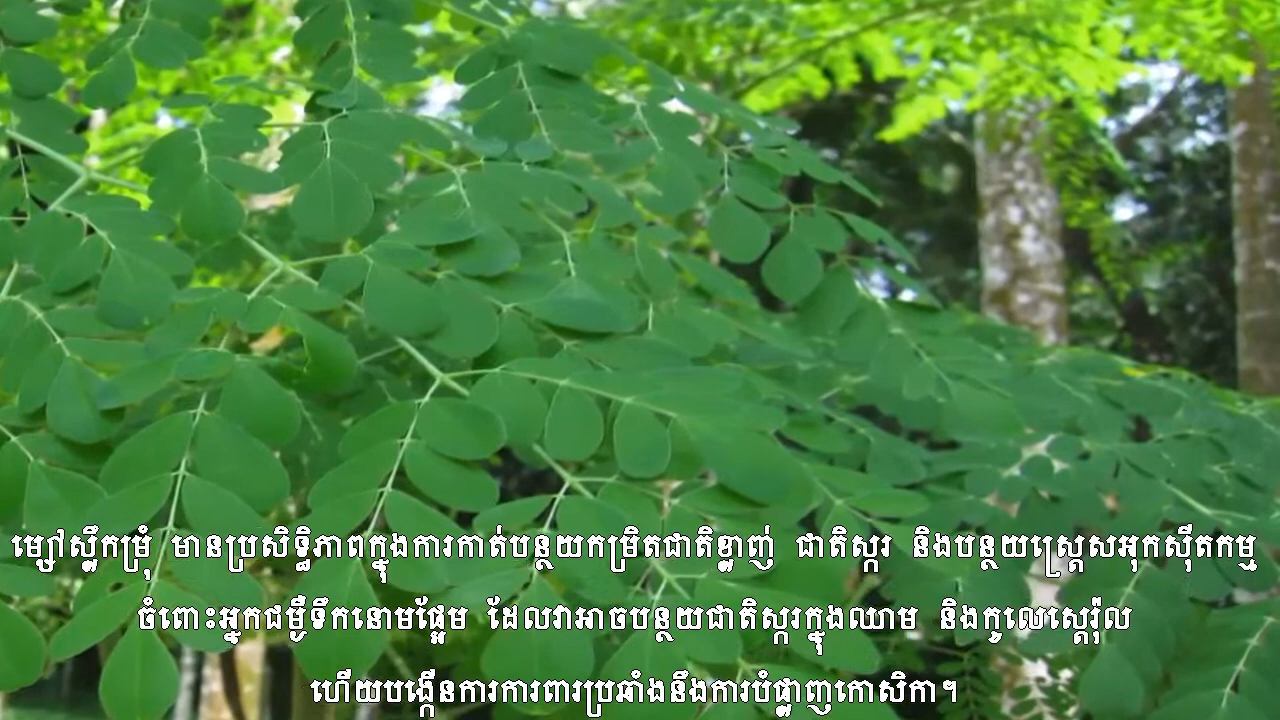 ម្សៅស្លឹកម្រុំ មានប្រសិទ្ធិភាពក្នុងការកាត់បន្ថយកម្រិតជាតិខ្លាញ់ ជាតិស្ករ និងបន្ថយស្ត្រេសអុកស៊ីតកម្ម
ចំពោះអ្នកជម្ងឺទឹកនោមផ្អែម ដែលវាអាចបន្ថយជាតិស្ករក្នុងឈាម និងកូលេស្តេរ៉ុល
ហើយបង្កើនការការពារប្រឆាំងនឹងការបំផ្លាញកោសិកា។